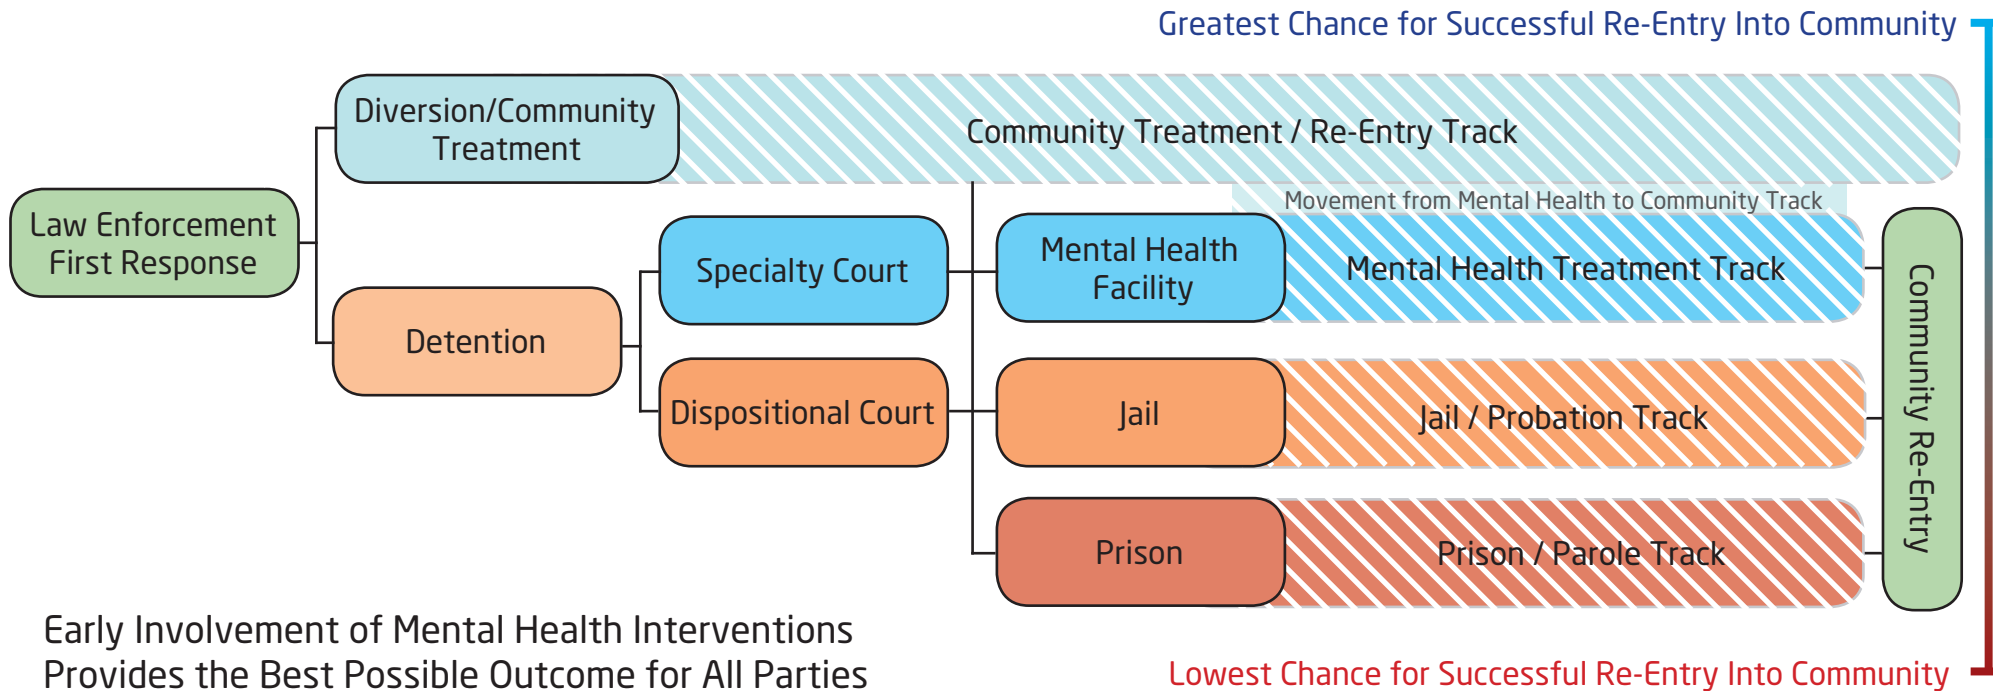 Greatest Chance for Successful Re-Entry Into Community
Diversion/Community
Treatment
Community Treatment / Re-Entry Track
Movement from Mental Health to Community Track
Law Enforcement
First Response
Specialty Court
Mental Health
Facility
Mental Health Treatment Track
Detention
Dispositional Court
Jail
Jail / Probation Track
Community Re-Entry
Prison
Prison / Parole Track
Early Involvement of Mental Health Interventions
Provides the Best Possible Outcome for All Parties
Lowest Chance for Successful Re-Entry Into Community